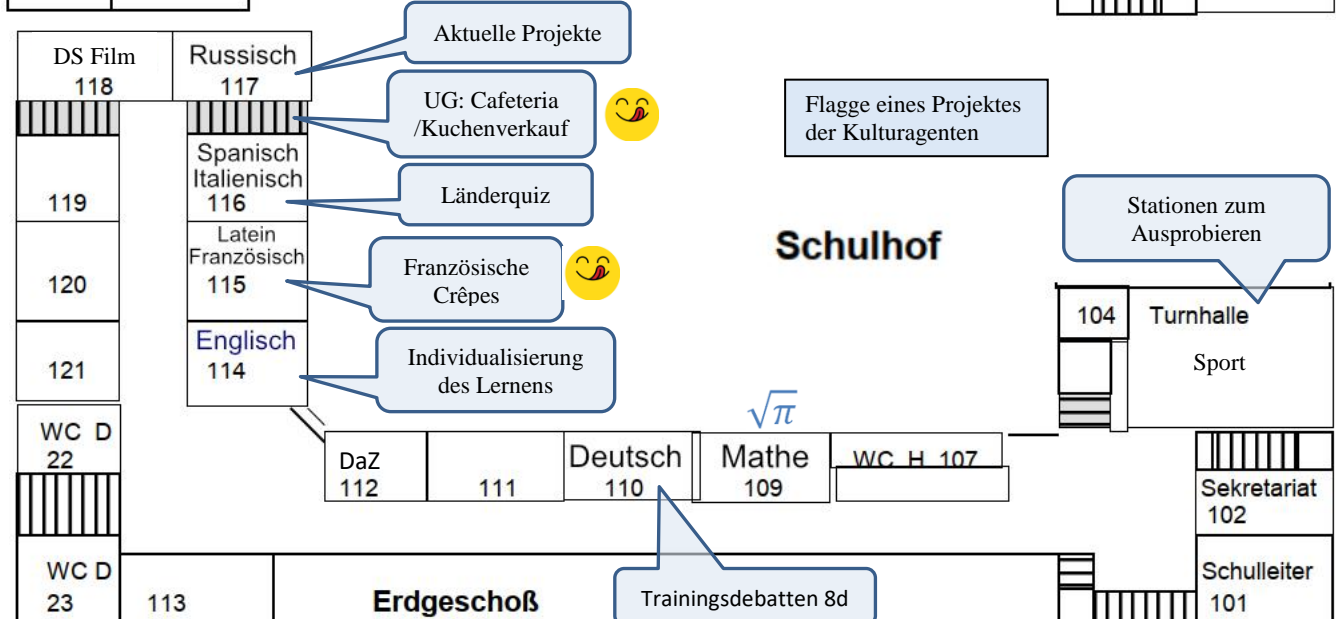 Aktuelle Projekte
DS Film
118
Russisch
117
UG: Cafeteria
/Kuchenverkauf
Flagge eines Projektes
der Kulturagenten
Spanisch
Italienisch
116
119
Länderquiz
Stationen zum
Ausprobieren
Schulhof
Latein
Französisch
115
120
Französische
Crêpes
104
Turnhalle
Sport
Englisch
114
121
Individualisierung
des Lernens
√π
WC D
22
DaZ
112
111
Deutsch
110
Mathe
109
WC H 107
Sekretariat
102
WC D
23
113
Erdgeschoß
Trainingsdebatten 8d
Schulleiter
101